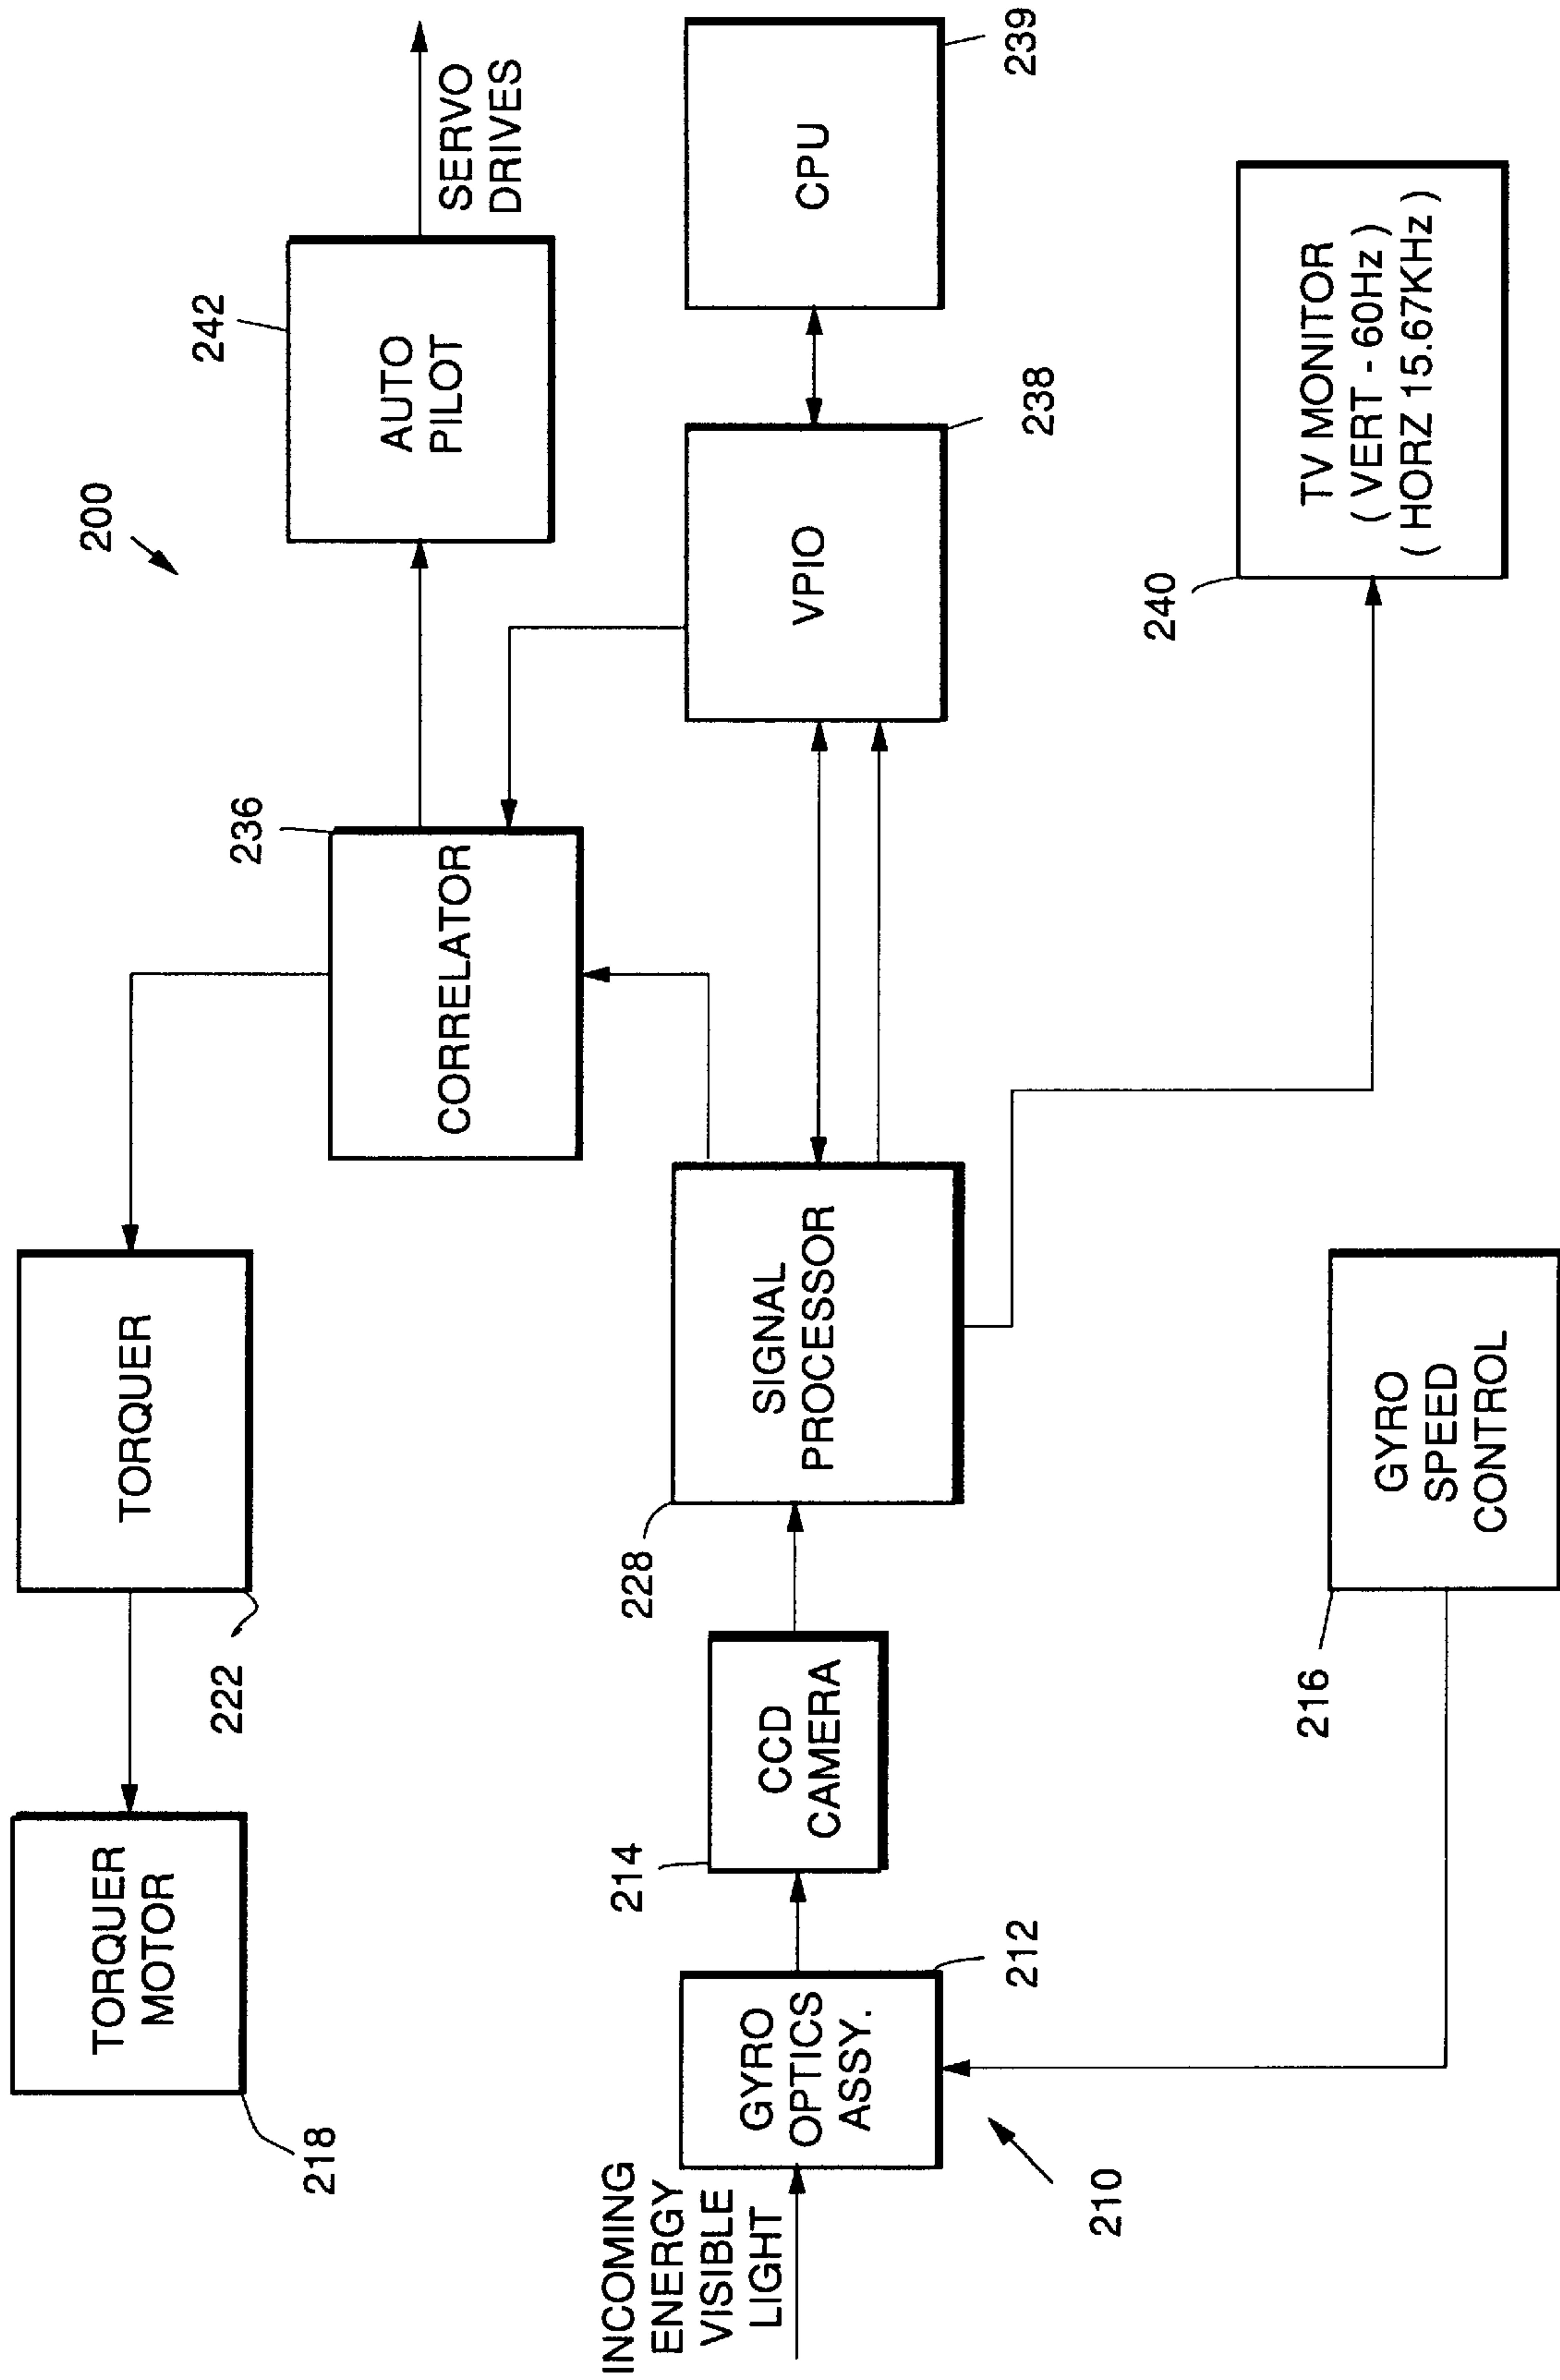 200
TORQUER
MOTOR
218
TORQUER
222
CORRELATOR
236
AUTO
PILOT
242
SERVO
DRIVES
INCOMING
ENERGY
VISIBLE
LIGHT
GYRO
OPTICS
ASSY.
212
210
CCD
CAMERA
214
SIGNAL
PROCESSOR
228
VPIO
238
CPU
239
GYRO
SPEED
CONTROL
216
TV MONITOR
( VERT - 60Hz )
( HORZ 15.67KHz )
240